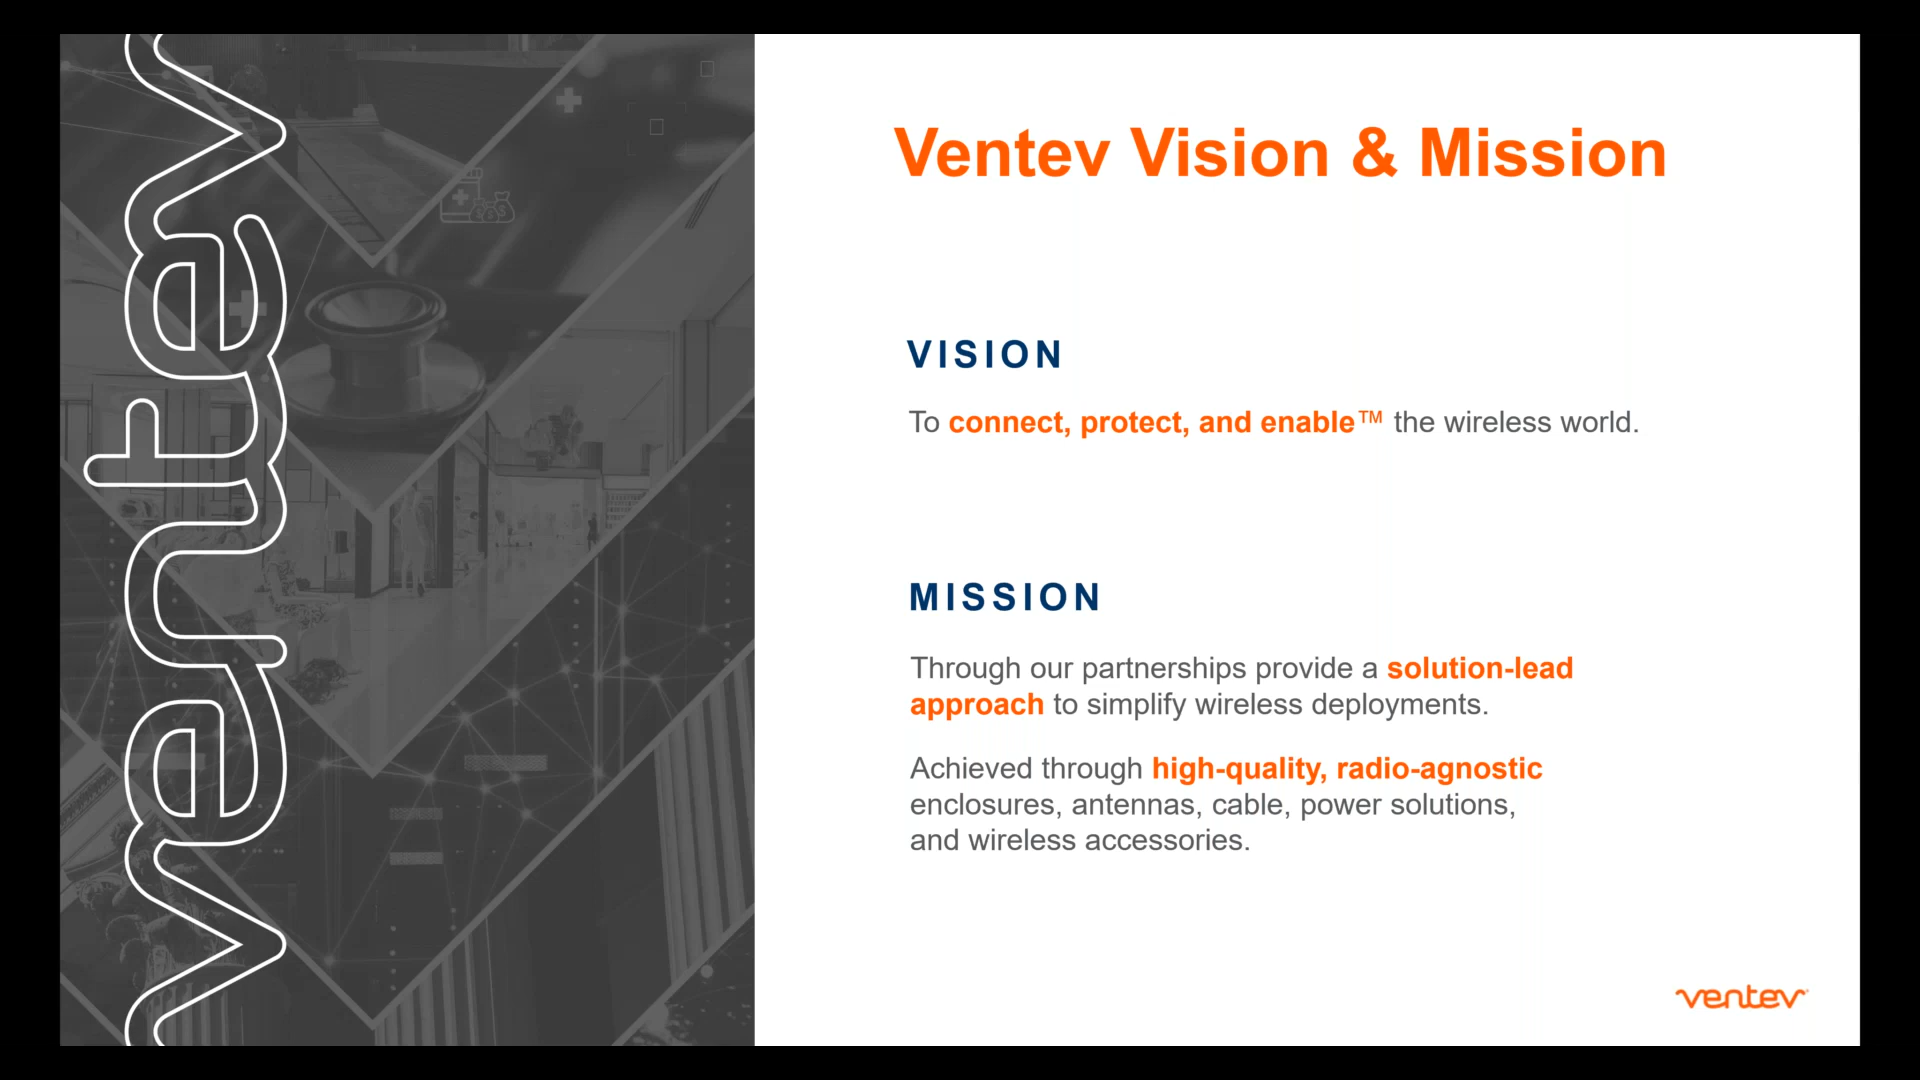 ventev
Ventev Vision & Mission
VISION
To connect, protect, and enable™ the wireless world.
MISSION
Through our partnerships provide a solution-lead
approach to simplify wireless deployments.
Achieved through high-quality, radio-agnostic
enclosures, antennas, cable, power solutions,
and wireless accessories.
ventev